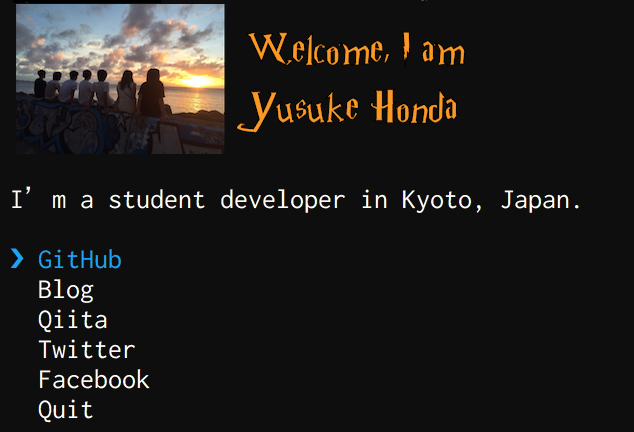 Welcome, I am
Yusuke Honda
I’m a student developer in Kyoto, Japan.
❯ GitHub
Blog
Qiita
Twitter
Facebook
Quit